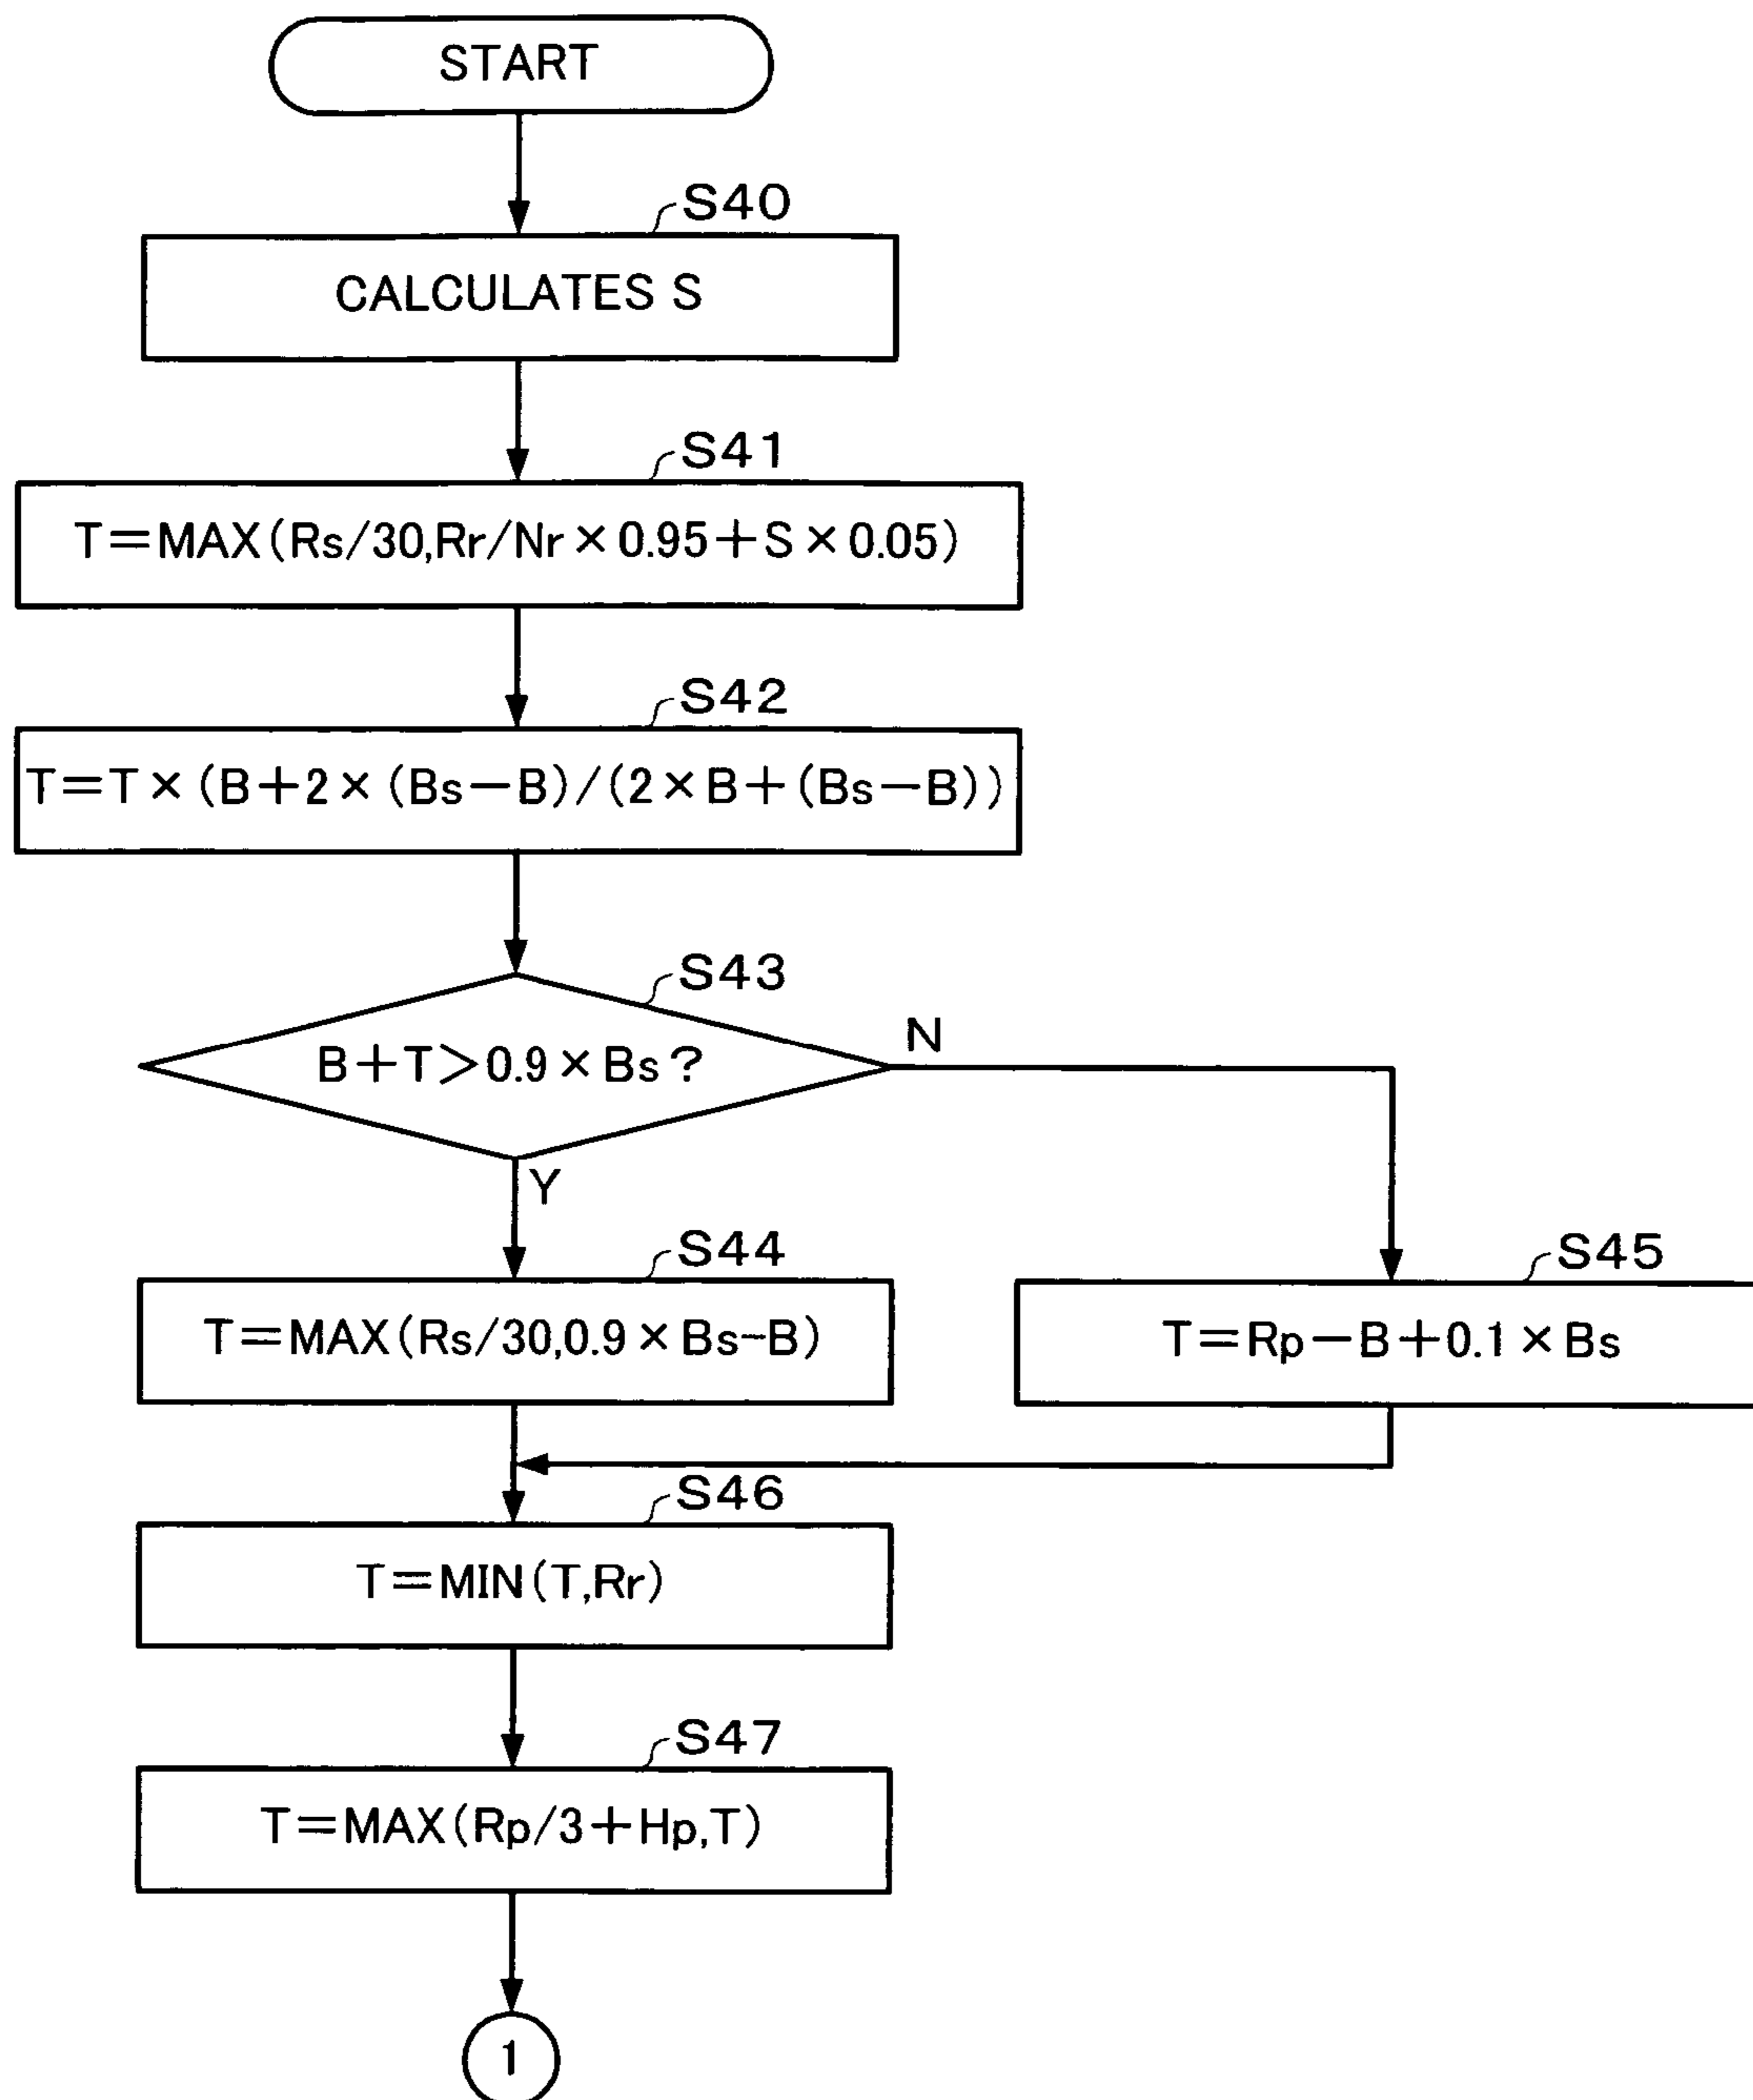 START
S40
CALCULATES S
S41
T=MAX(Rs/30,Rr/Nr×0.95+S×0.05)
S42
T=T×(B+2×(Bs-B)/(2×B+(Bs-B))
S43
B+T>0.9×Bs?
N
Y
S44
T=MAX(Rs/30,0.9×Bs-B)
S45
T=Rp-B+0.1×Bs
S46
T=MIN(T,Rr)
S47
T=MAX(Rp/3+Hp,T)
1